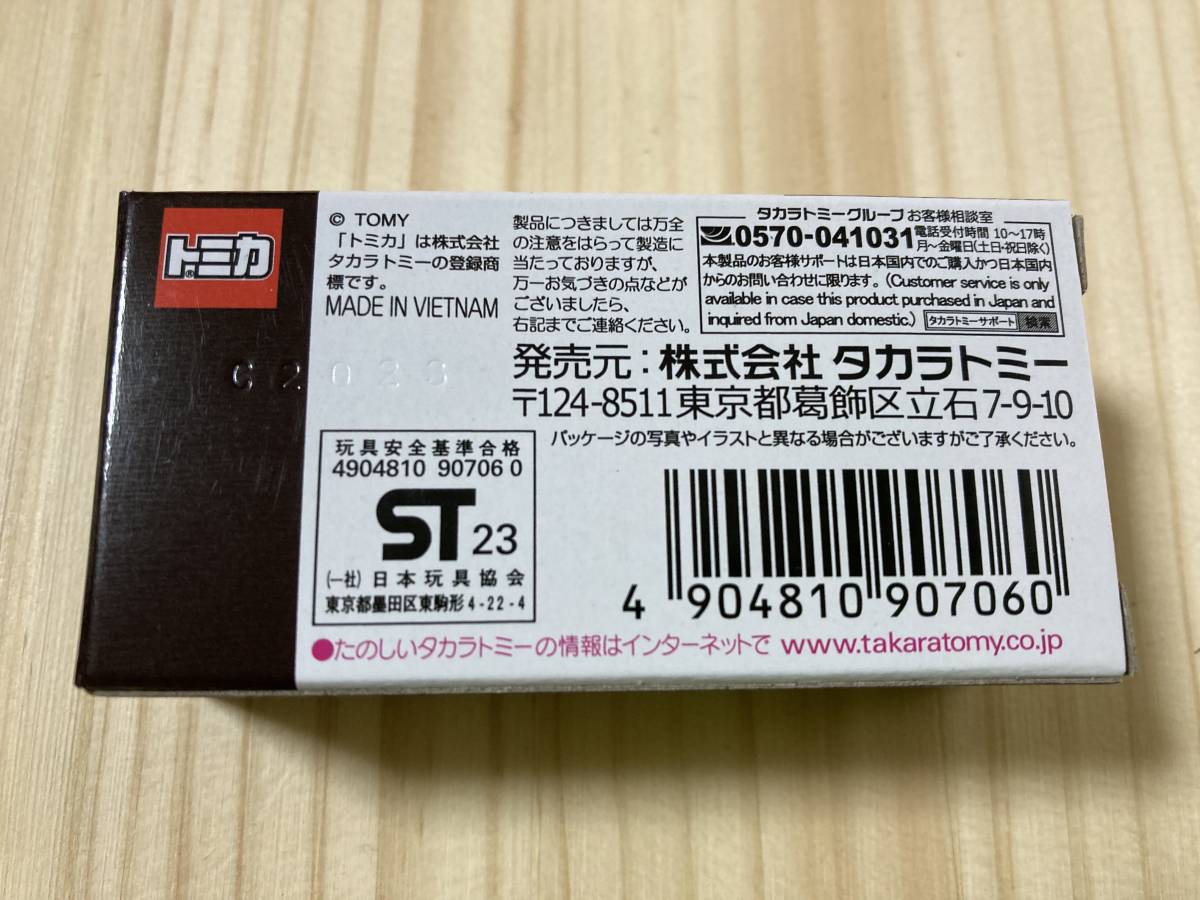 トミカ®
© TOMY
「トミカ」は株式会社
タカラトミーの登録商
標です。
MADE IN VIETNAM
製品につきましては万全
の注意をはらって製造に
当たっておりますが、
万一お気づきの点などが
ございましたら、
右記までご連絡ください。
タカラトミーグループ お客様相談室
0570-041031
電話受付時間 10〜17時
月〜金曜日(土日・祝日除く)
本製品のお客様サポートは日本国内でのご購入かつ日本国内
からのお問い合わせに限ります。(Customer service is only
available in case this product purchased in Japan and
inquired from Japan domestic.) タカラトミーサポート 検索
発売元：株式会社 タカラトミー
〒124-8511東京都葛飾区立石7-9-10
パッケージの写真やイラストと異なる場合がございますがご了承ください。
玩具安全基準合格
4904810 90706 0
ST 23
(一社)日本玩具協会
東京都墨田区東駒形4-22-4
4 904810 907060
●たのしいタカラトミーの情報はインターネットで www.takaratomy.co.jp